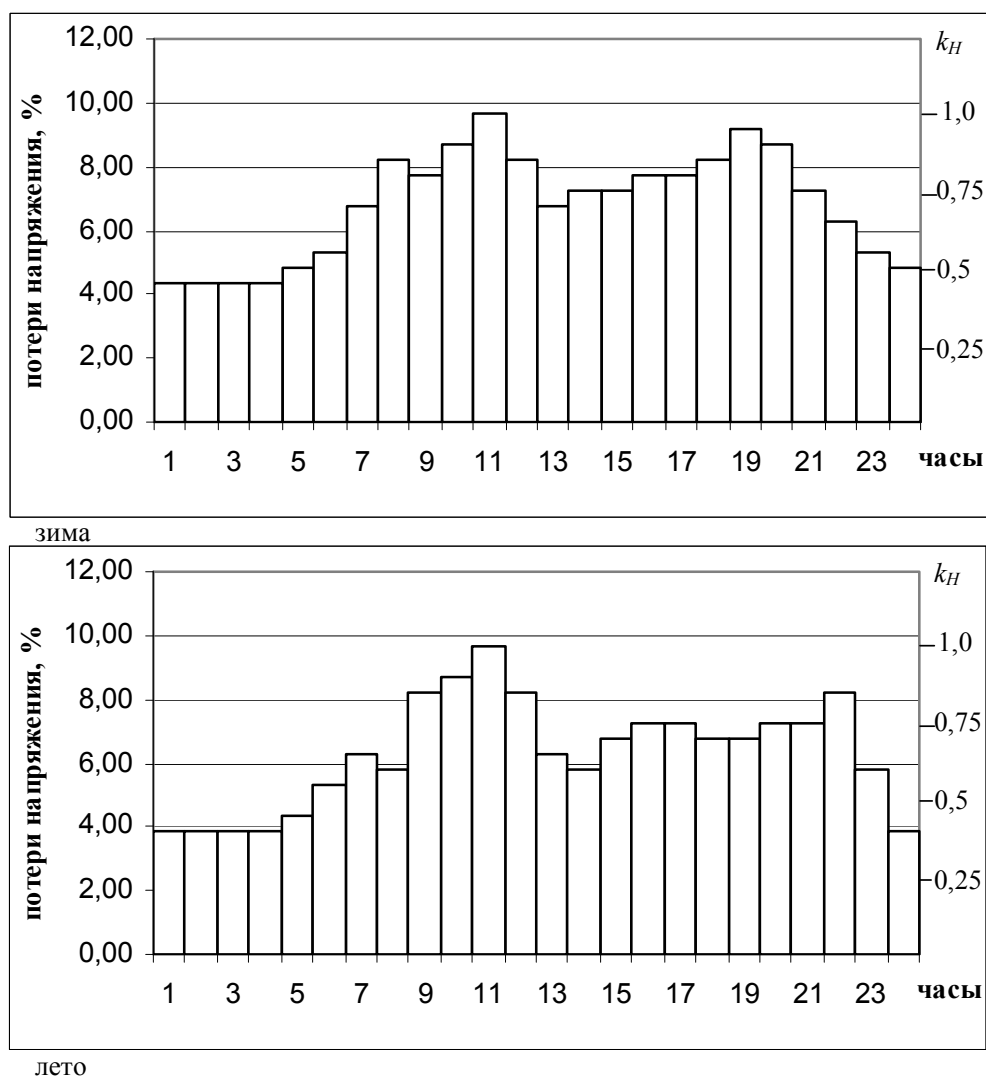 потери напряжения, %
12,00
10,00
8,00
6,00
4,00
2,00
0,00
kH
1,0
0,75
0,5
0,25
1 3 5 7 9 11 13 15 17 19 21 23 часы
зима
потери напряжения, %
12,00
10,00
8,00
6,00
4,00
2,00
0,00
kH
1,0
0,75
0,5
0,25
1 3 5 7 9 11 13 15 17 19 21 23 часы
лето